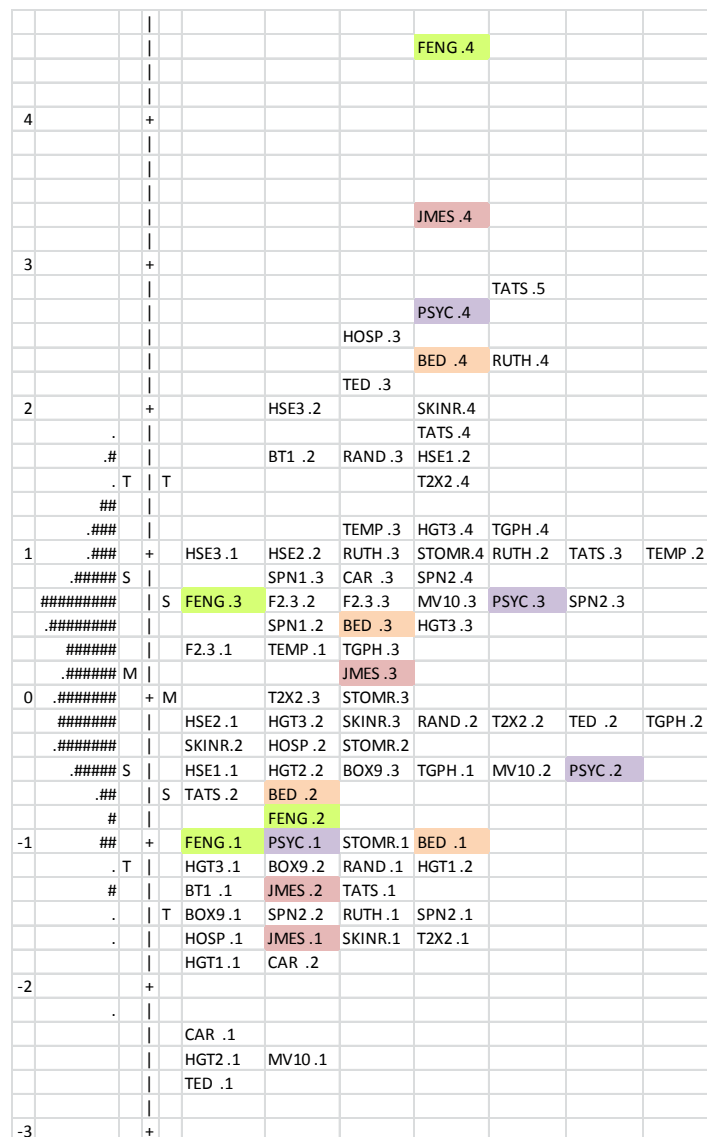 |
| FENG .4
|
|
4 +
|
|
|
| JMES .4
|
3 +
| TATS .5
| PSYC .4
| HOSP .3
| BED .4 RUTH .4
| TED .3
2 + HSE3 .2 SKINR.4
. | TATS .4
.# | BT1 .2 RAND .3 HSE1 .2
. T | T T2X2 .4
## |
.### | TEMP .3 HGT3 .4 TGPH .4
1 .### + HSE3 .1 HSE2 .2 RUTH .3 STOMR.4 RUTH .2 TATS .3 TEMP .2
.##### S | SPN1 .3 CAR .3 SPN2 .4
######### | S FENG .3 F2.3 .2 F2.3 .3 MV10 .3 PSYC .3 SPN2 .3
.######## | SPN1 .2 BED .3 HGT3 .3
###### | F2.3 .1 TEMP .1 TGPH .3
.###### M | JMES .3
0 .####### + M T2X2 .3 STOMR.3
####### | HSE2 .1 HGT3 .2 SKINR.3 RAND .2 T2X2 .2 TED .2 TGPH .2
.####### | SKINR.2 HOSP .2 STOMR.2
.##### S | HSE1 .1 HGT2 .2 BOX9 .3 TGPH .1 MV10 .2 PSYC .2
.## | S TATS .2 BED .2
# | FENG .2
-1 ## + FENG .1 PSYC .1 STOMR.1 BED .1
. T | HGT3 .1 BOX9 .2 RAND .1 HGT1 .2
# | BT1 .1 JMES .2 TATS .1
. | T BOX9 .1 SPN2 .2 RUTH .1 SPN2 .1
. | HOSP .1 JMES .1 SKINR.1 T2X2 .1
| HGT1 .1 CAR .2
-2 +
. |
| CAR .1
| HGT2 .1 MV10 .1
| TED .1
|
-3 +